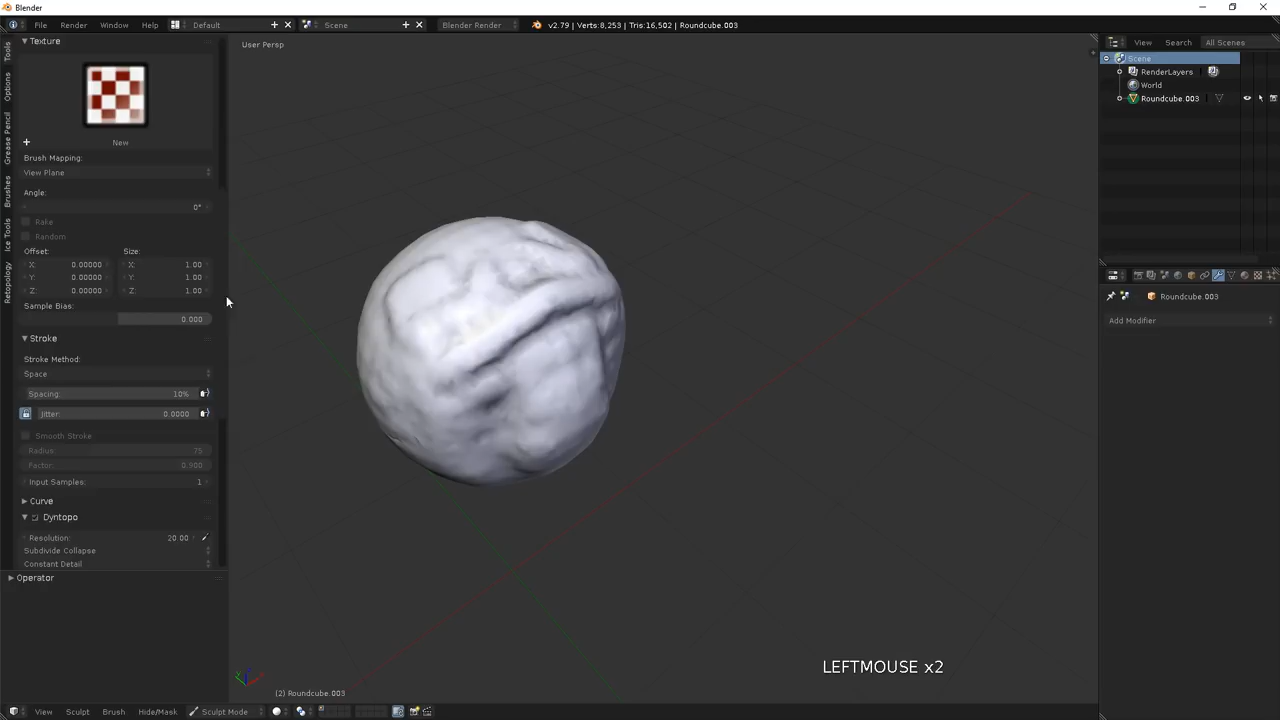 Blender
File Render Window Help Default Scene Blender Render v2.79 | Verts:8,253 | Tris:16,502 | Roundcube.003
Tools
Options
Grease Pencil
Brushes
Ice Tools
Retopology
Texture
New
Brush Mapping:
View Plane
Angle:
0°
Rake
Random
Offset: Size:
X: 0.00000 X: 1.00
Y: 0.00000 Y: 1.00
Z: 0.00000 Z: 1.00
Sample Bias:
0.000
Stroke
Stroke Method:
Space
Spacing: 10%
Jitter: 0.0000
Smooth Stroke
Radius: 75
Factor: 0.900
Input Samples: 1
Curve
Dyntopo
Resolution: 20.00
Subdivide Collapse
Constant Detail
Operator
User Persp
LEFTMOUSE x2
(2) Roundcube.003
View Sculpt Brush Hide/Mask Sculpt Mode
View Search All Scenes
Scene
RenderLayers
World
Roundcube.003
Roundcube.003
Add Modifier